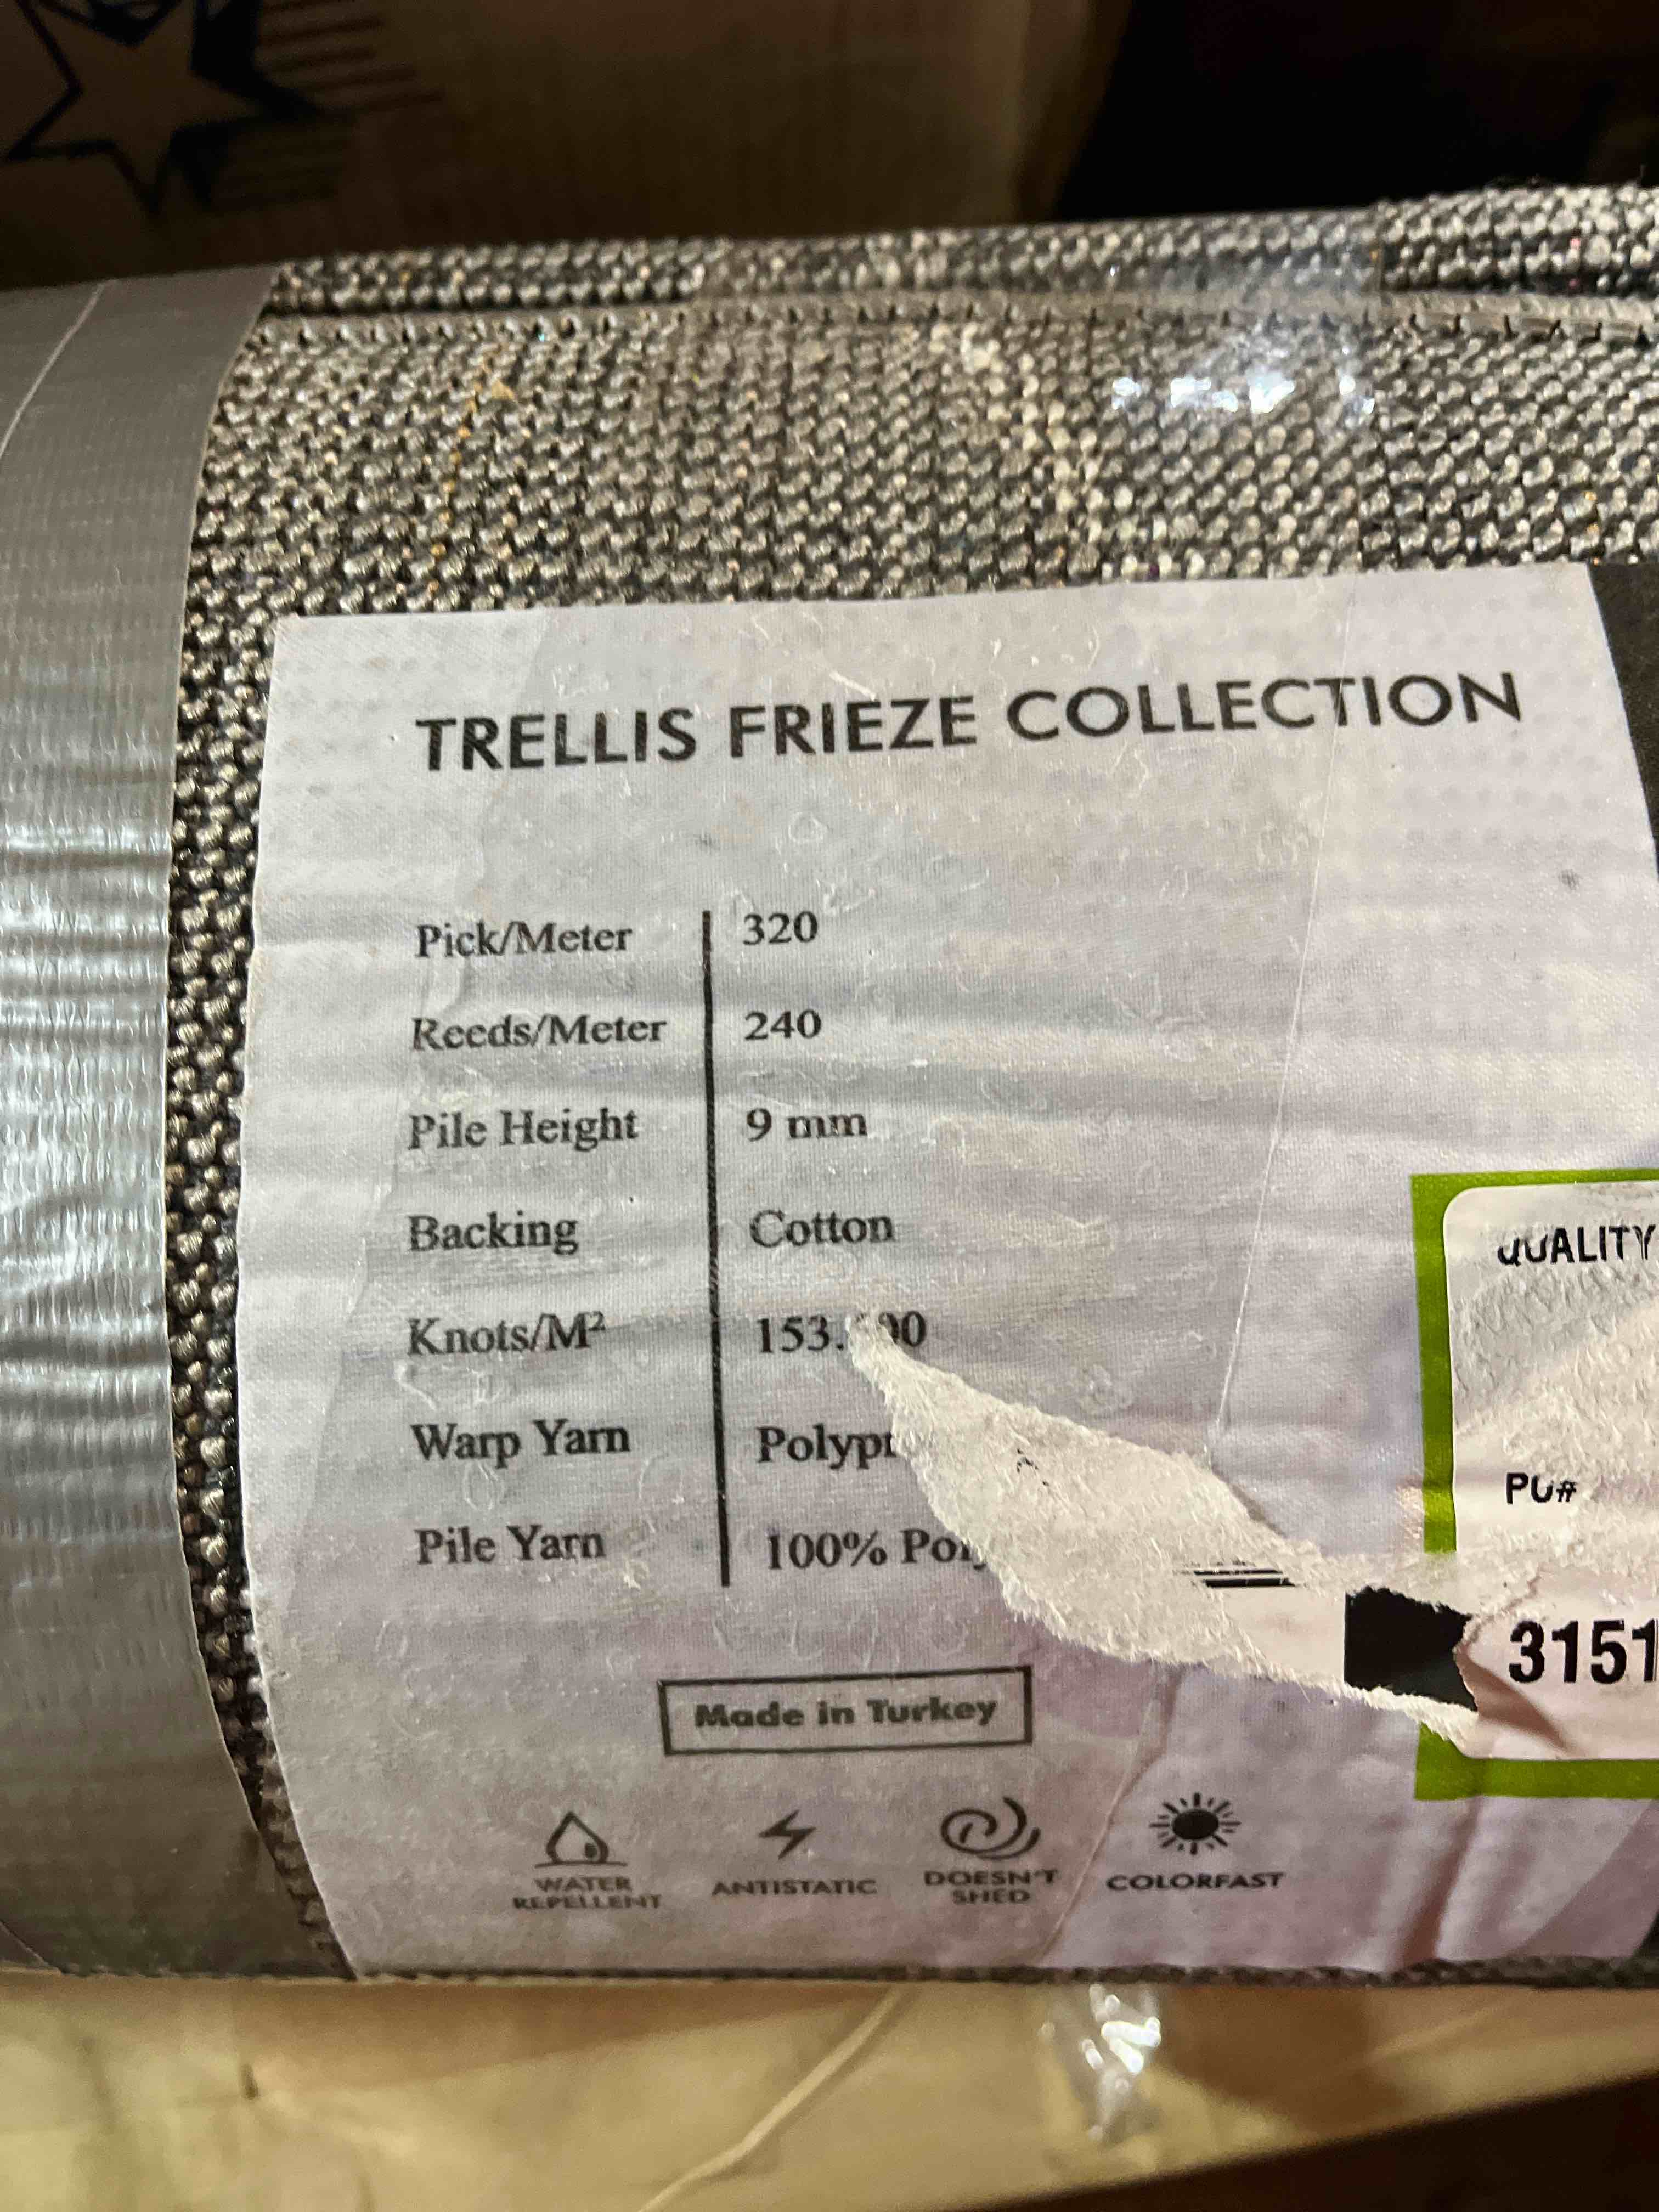 TRELLIS FRIEZE COLLECTION
Pick/Meter 320
Reeds/Meter 240
Pile Height 9 mm
Backing Cotton
Knots/M²
Warp Yarn
Pile Yarn 100%
Made in Turkey
WATER REPELLENT
ANTISTATIC
DOESN'T SHED
COLORFAST
QUALITY
PO#
3151